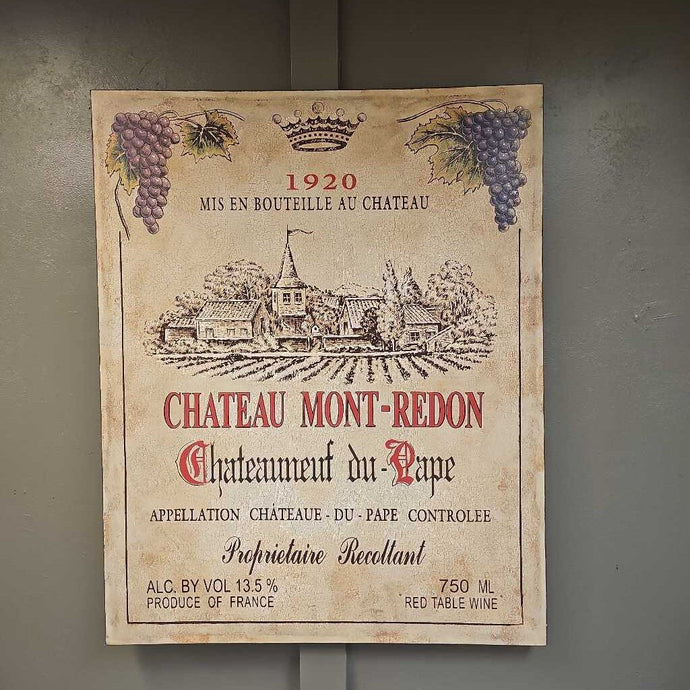 1920
MIS EN BOUTEILLE AU CHATEAU
CHATEAU MONT-REDON
Chateauneuf du-Pape
APPELLATION CHÁTEAUE - DU - PAPE CONTROLEE
Proprietaire Recoltant
ALC. BY VOL 13.5 % 750 ML
PRODUCE OF FRANCE RED TABLE WINE